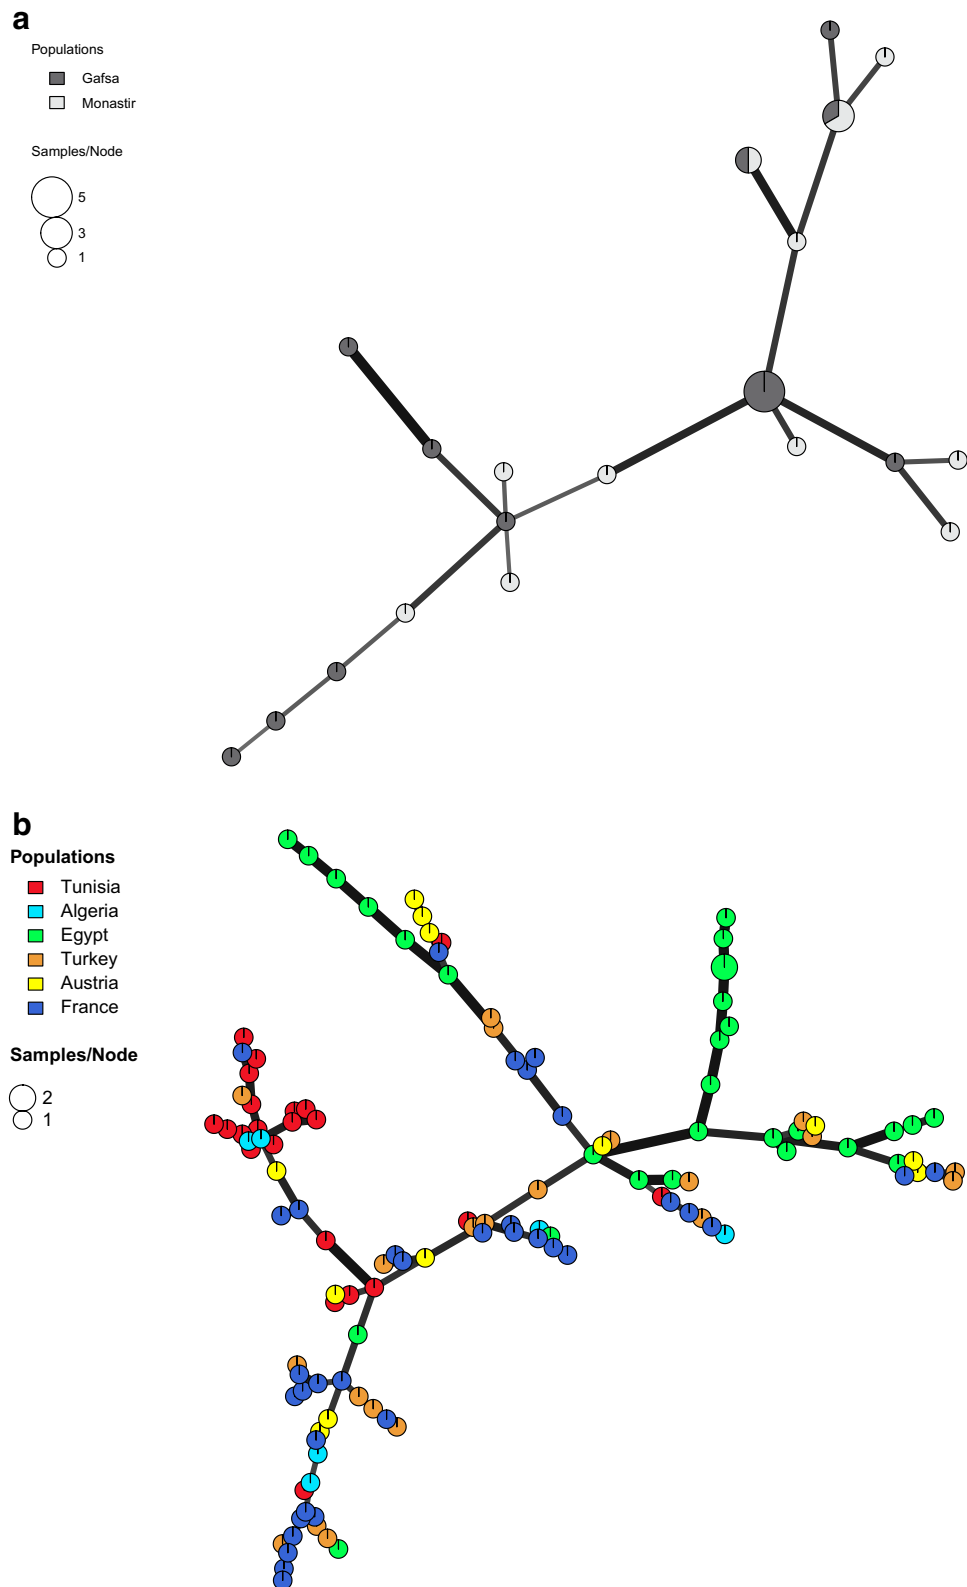 a
Populations
Gafsa
Monastir
Samples/Node
5
3
1
b
Populations
Tunisia
Algeria
Egypt
Turkey
Austria
France
Samples/Node
2
1